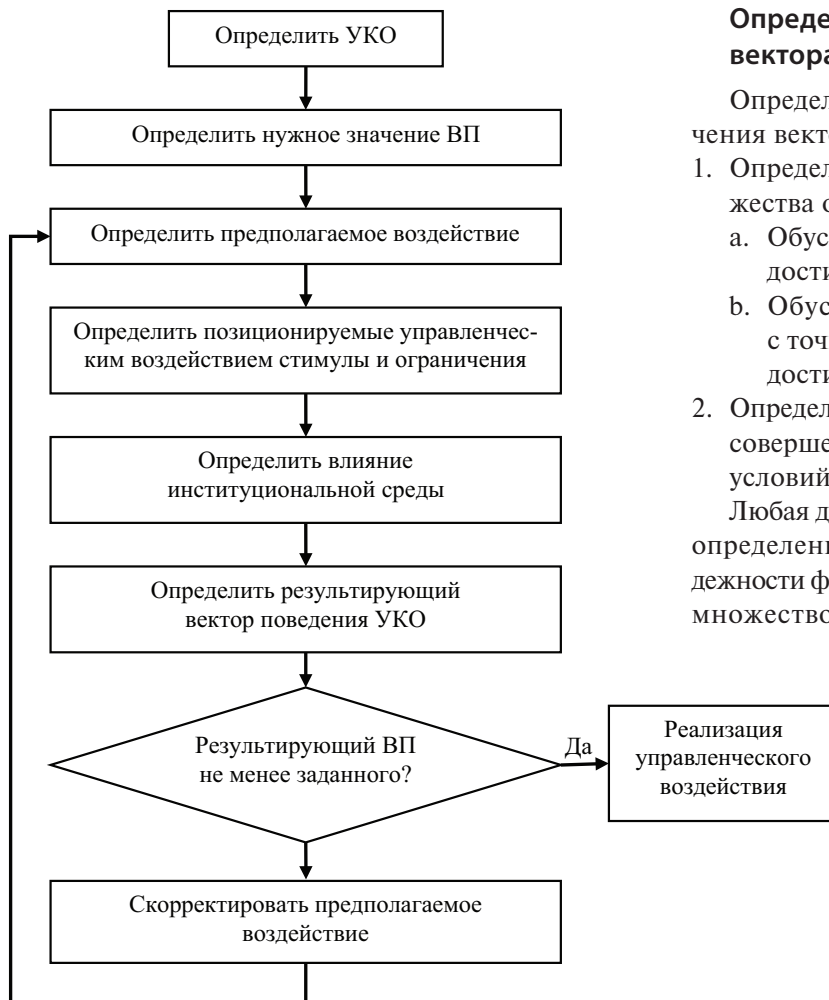 Определить УКО
Определить нужное значение ВП
Определить предполагаемое воздействие
Определить позиционируемые управленчес-
ким воздействием стимулы и ограничения
Определить влияние
институциональной среды
Определить результирующий
вектор поведения УКО
Результирующий ВП
не менее заданного?
Да
Реализация
управленческого
воздействия
Скорректировать предполагаемое
воздействие
Опреде
вектора
Определ
чения векто
1. Определ
жества о
a. Обус
дости
b. Обус
с точ
дости
2. Определ
соверше
условий
Любая д
определен
дежности ф
множество